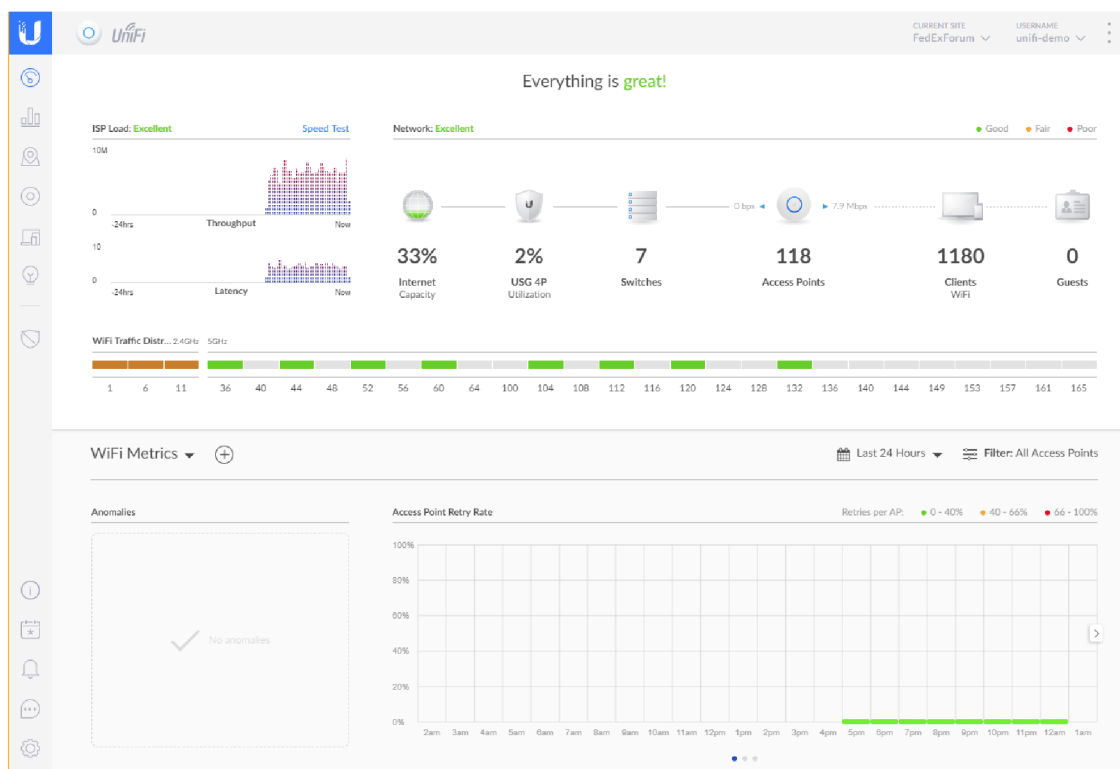 UniFi
CURRENT SITE
FedExForum
USERNAME
unifi-demo
Everything is great!
ISP Load: Excellent
Speed Test
10M
0
-24hrs
Throughput
Now
10
0
-24hrs
Latency
Now
Network: Excellent
Good
Fair
Poor
0 bps
7.9 Mbps
33%
Internet
Capacity
2%
USG 4P
Utilization
7
Switches
118
Access Points
1180
Clients
WiFi
0
Guests
WiFi Traffic Distr... 2.4GHz 5GHz
1 6 11 36 40 44 48 52 56 60 64 100 104 108 112 116 120 124 128 132 136 140 144 149 153 157 161 165
WiFi Metrics
Last 24 Hours
Filter: All Access Points
Anomalies
No anomalies
Access Point Retry Rate
Retries per AP: 0 - 40% 40 - 66% 66 - 100%
100%
80%
60%
40%
20%
0%
2am 3am 4am 5am 6am 7am 8am 9am 10am 11am 12pm 1pm 2pm 3pm 4pm 5pm 6pm 7pm 8pm 9pm 10pm 11pm 12am 1am